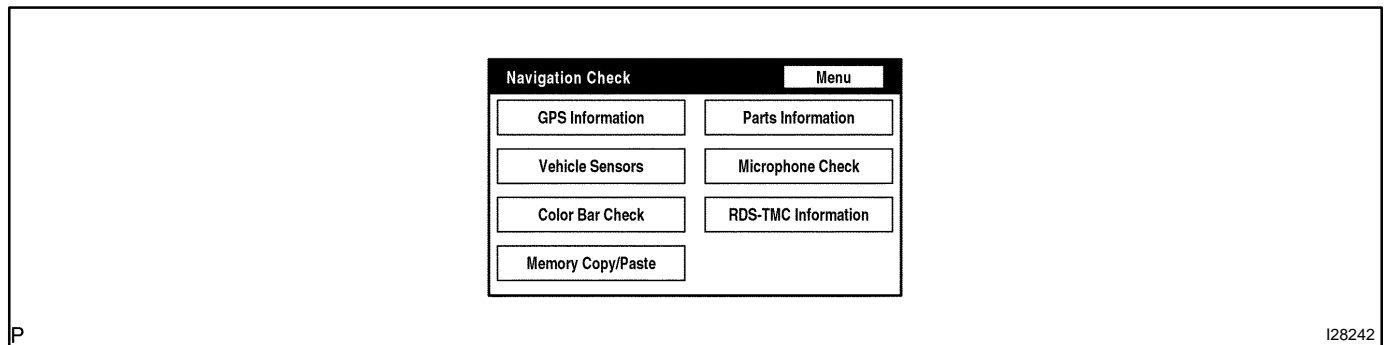 Navigation Check Menu
GPS Information Parts Information
Vehicle Sensors Microphone Check
Color Bar Check RDS-TMC Information
Memory Copy/Paste
P I28242